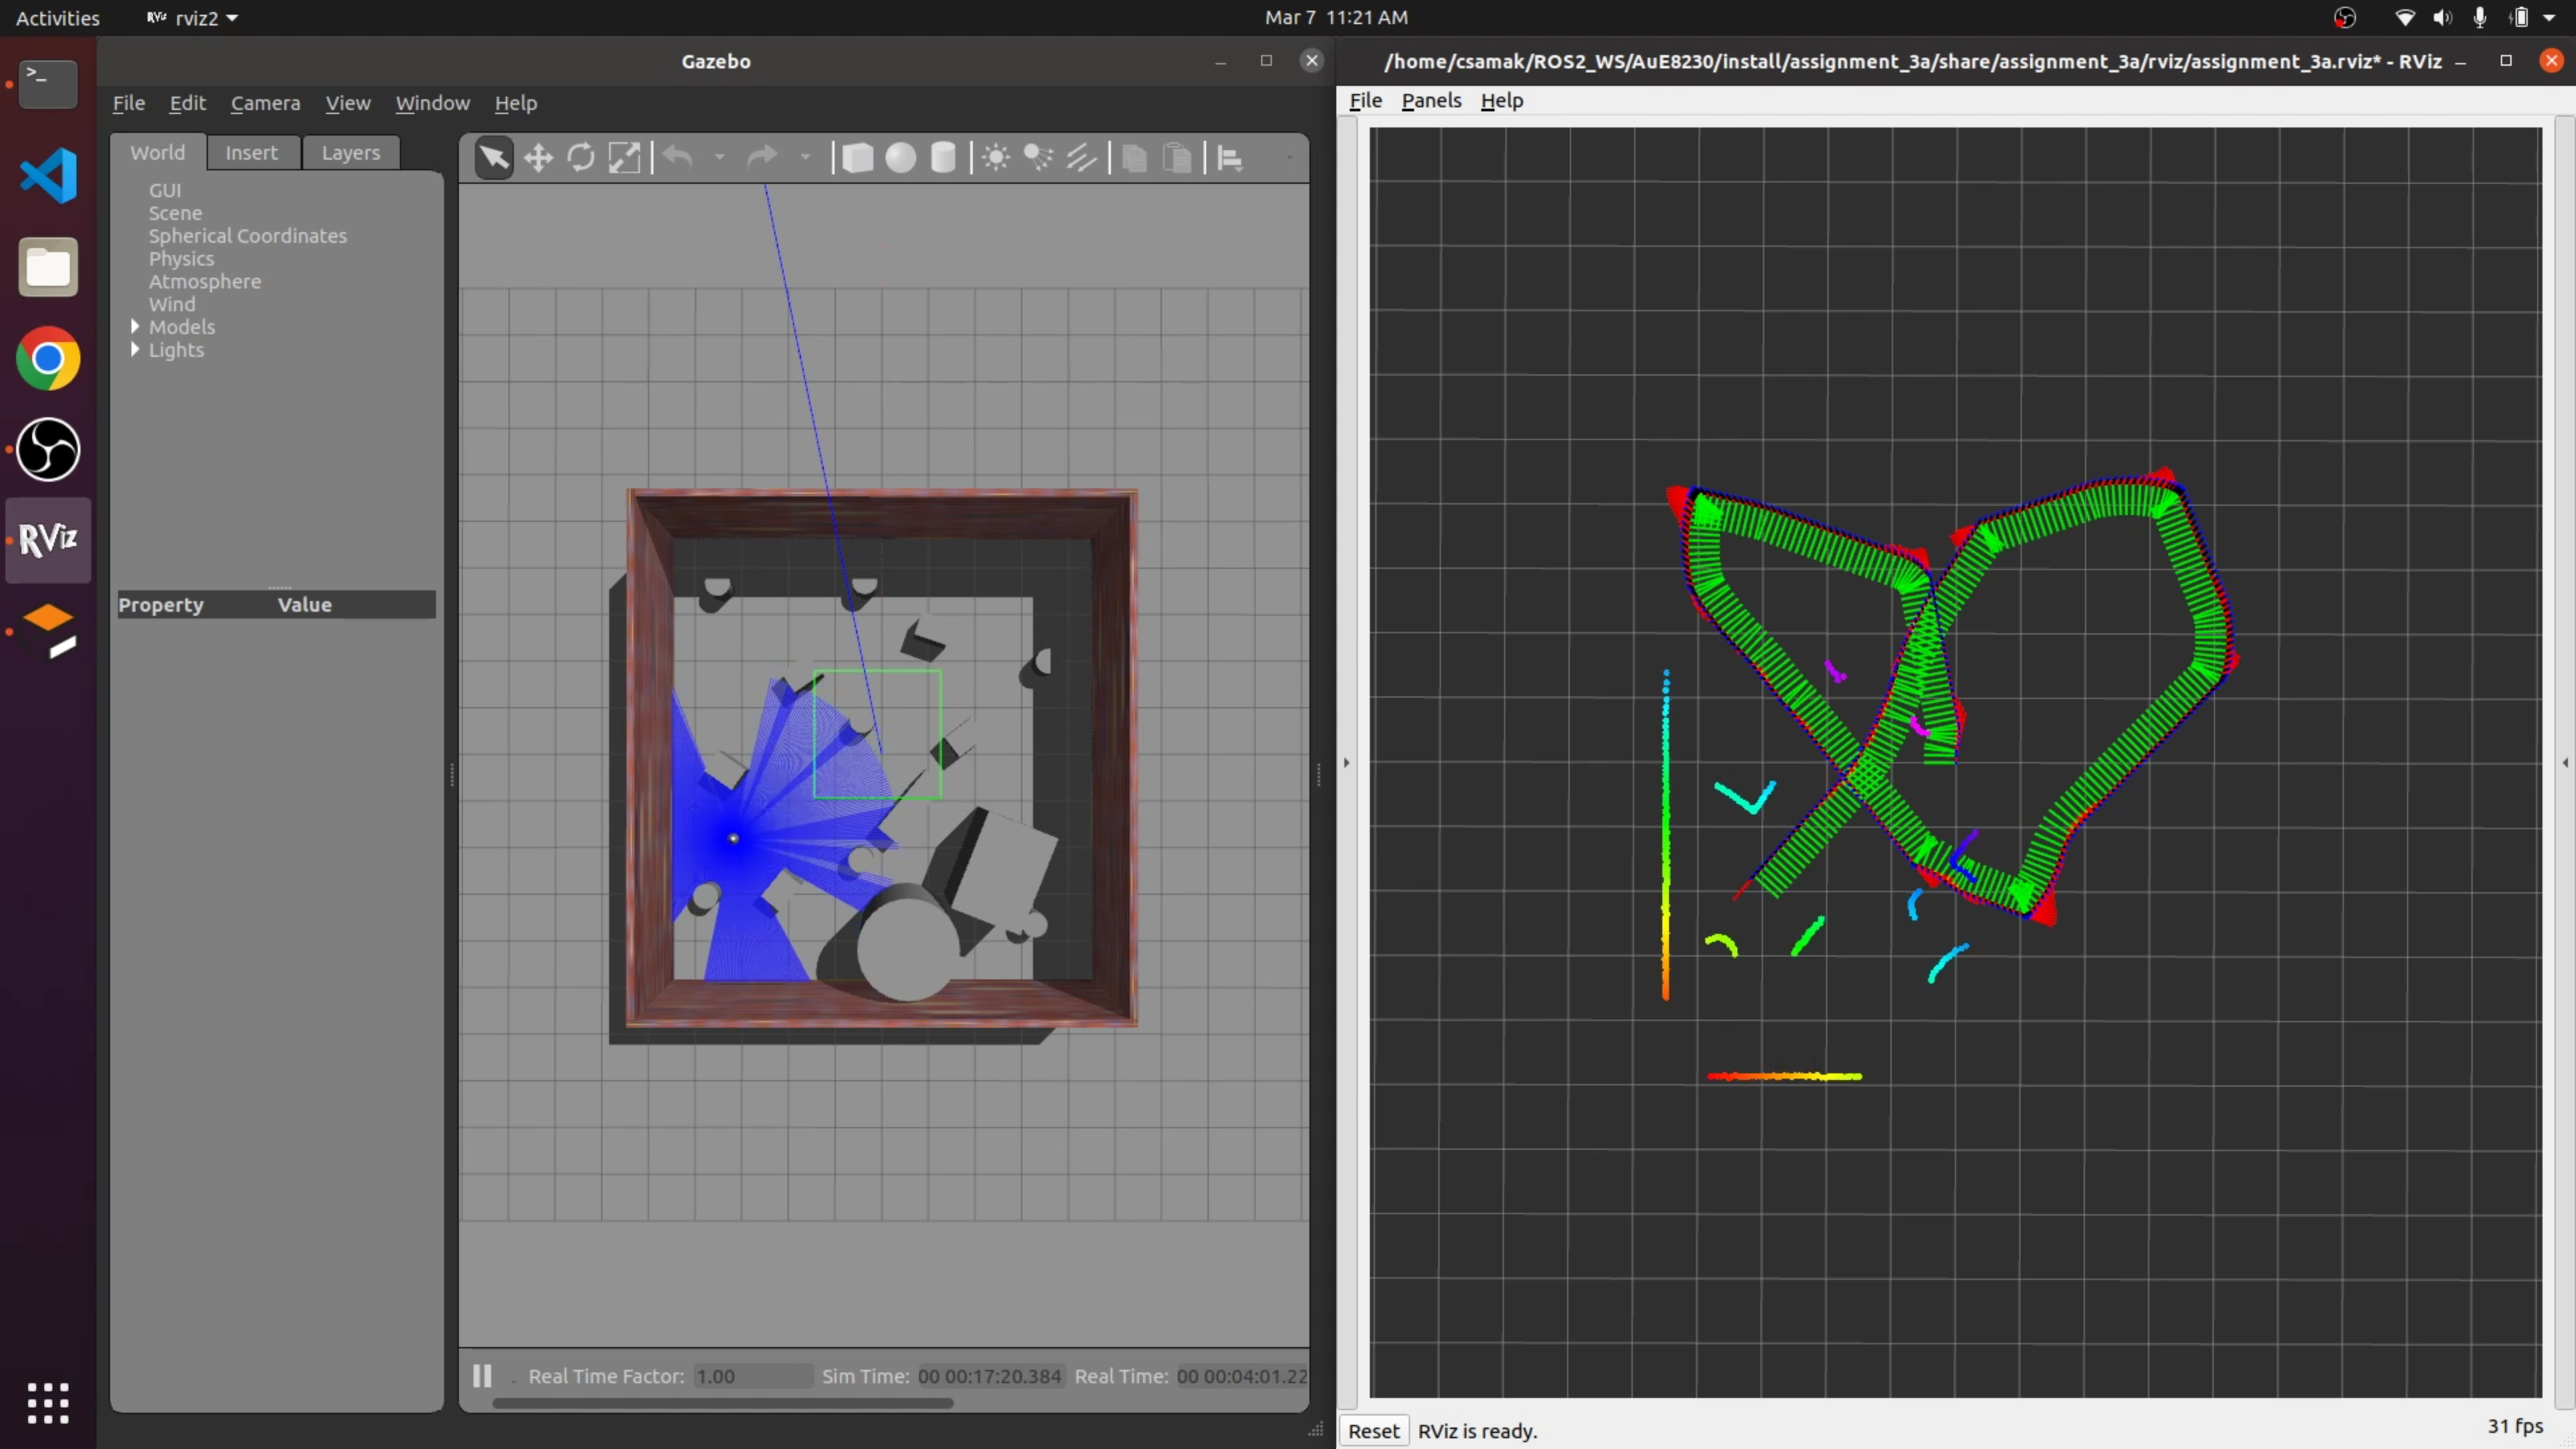 Activities
RViz rviz2
Mar 7 11:21 AM
Gazebo
File Edit Camera View Window Help
World Insert Layers
GUI
Scene
Spherical Coordinates
Physics
Atmosphere
Wind
Models
Lights
Property Value
RViz
Real Time Factor: 1.00 Sim Time: 00 00:17:20.384 Real Time: 00 00:04:01.22
/home/csamak/ROS2_WS/AuE8230/install/assignment_3a/share/assignment_3a/rviz/assignment_3a.rviz* - RViz
File Panels Help
Reset RViz is ready.
31 fps